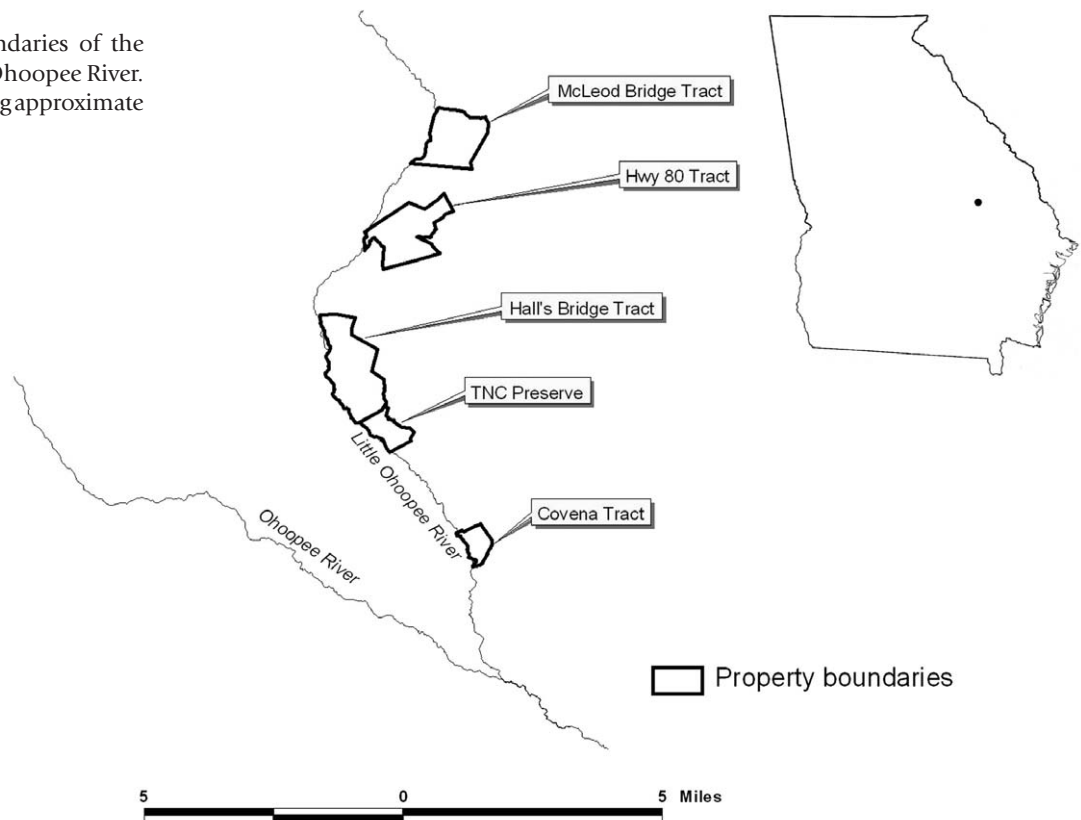 ndaries of the
Ohoopee River.
g approximate
McLeod Bridge Tract
Hwy 80 Tract
Hall's Bridge Tract
TNC Preserve
Little Ohoopee River
Covena Tract
Ohoopee River
Property boundaries
5 0 5 Miles